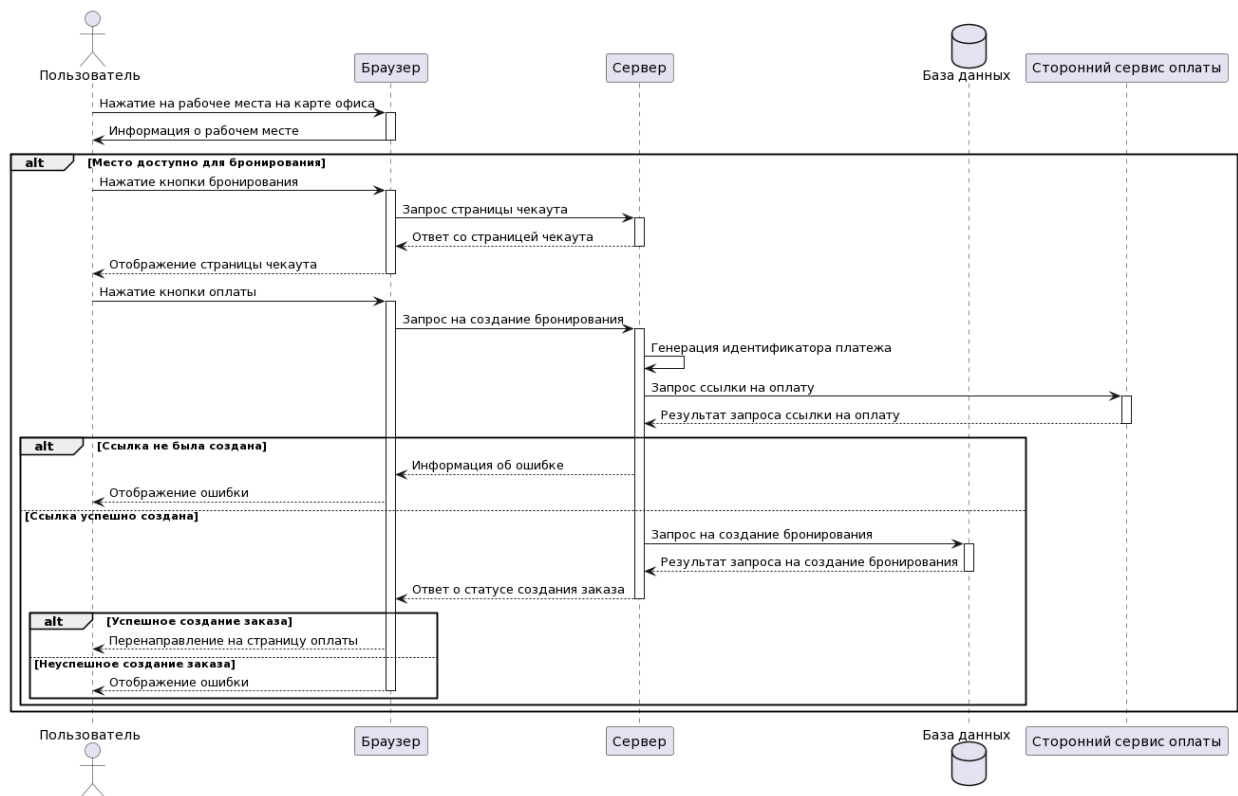 Пользователь
Браузер
Сервер
База данных
Сторонний сервис оплаты
Нажатие на рабочее места на карте офиса
Информация о рабочем месте
alt [Место доступно для бронирования]
Нажатие кнопки бронирования
Запрос страницы чекаута
Ответ со страницей чекаута
Отображение страницы чекаута
Нажатие кнопки оплаты
Запрос на создание бронирования
Генерация идентификатора платежа
Запрос ссылки на оплату
Результат запроса ссылки на оплату
alt [Ссылка не была создана]
Информация об ошибке
Отображение ошибки
[Ссылка успешно создана]
Запрос на создание бронирования
Результат запроса на создание бронирования
Ответ о статусе создания заказа
alt [Успешное создание заказа]
Перенаправление на страницу оплаты
[Неуспешное создание заказа]
Отображение ошибки
Пользователь
Браузер
Сервер
База данных
Сторонний сервис оплаты